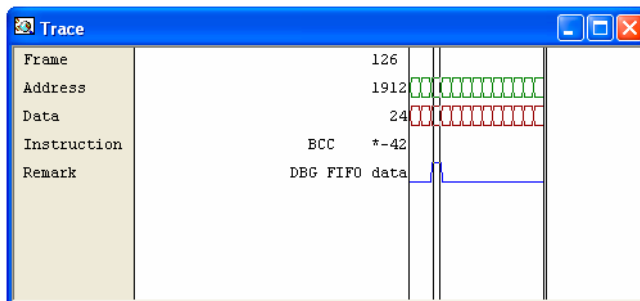 Trace
Frame 126
Address 1912
Data 24
Instruction BCC *-42
Remark DBG FIFO data